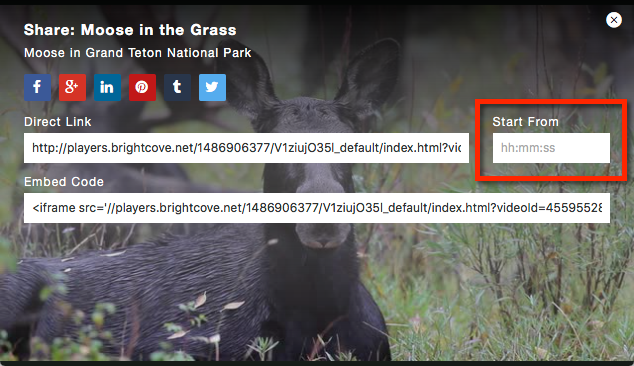 Share: Moose in the Grass
Moose in Grand Teton National Park
f g+ in t
Direct Link
Start From
http://players.brightcove.net/1486906377/V1ziujO35l_default/index.html?vid
hh:mm:ss
Embed Code
<iframe src='//players.brightcove.net/1486906377/V1ziujO35l_default/index.html?videoId=45595528